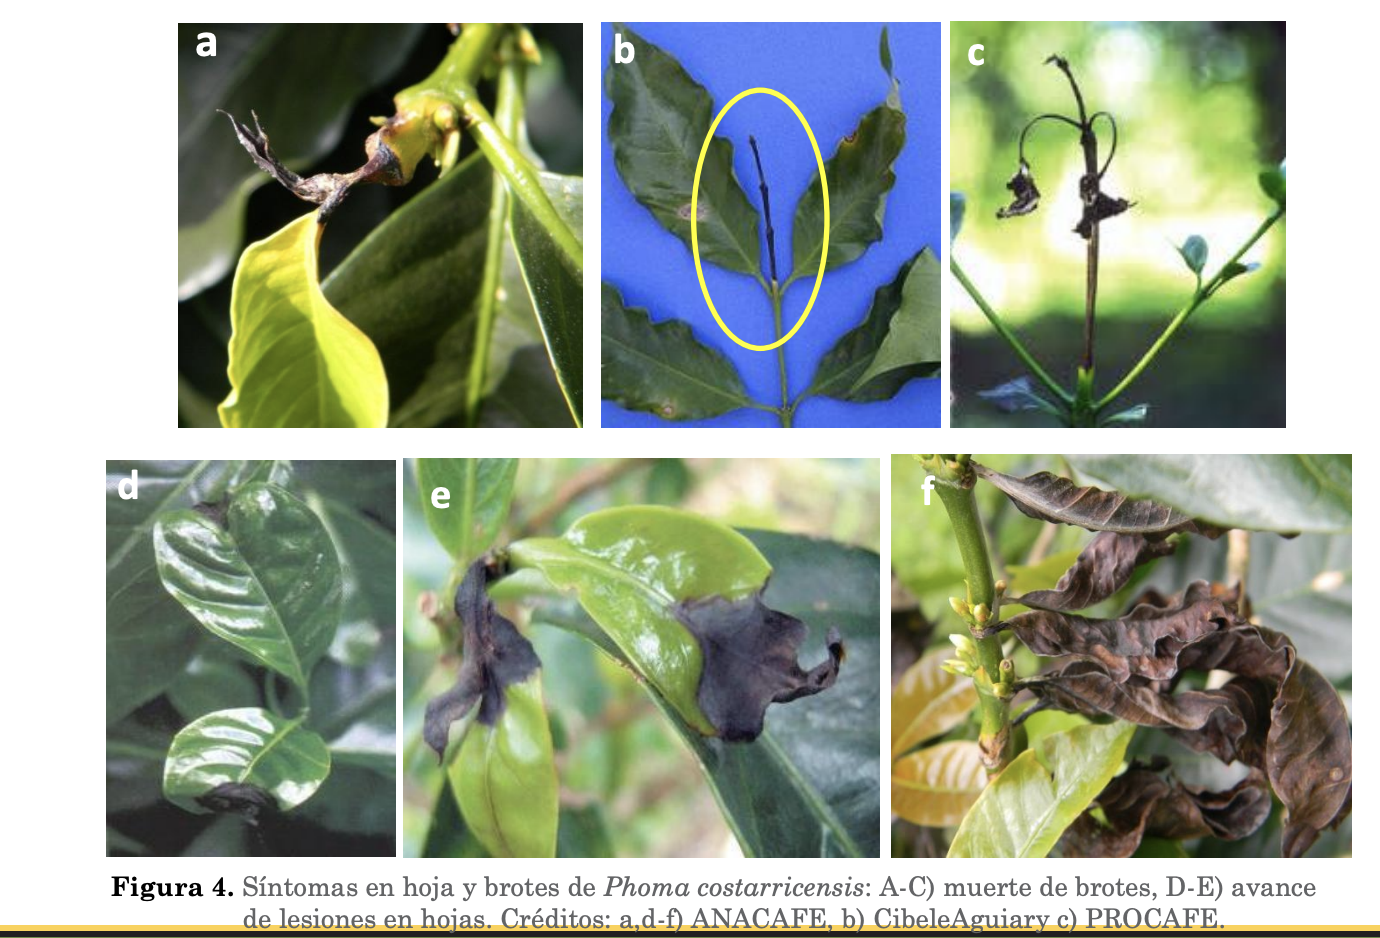 a
b
c
d
e
f
Figura 4. Síntomas en hoja y brotes de Phoma costarricensis: A-C) muerte de brotes, D-E) avance
de lesiones en hojas. Créditos: a,d-f) ANACAFE, b) CibeleAguiary c) PROCAFE.